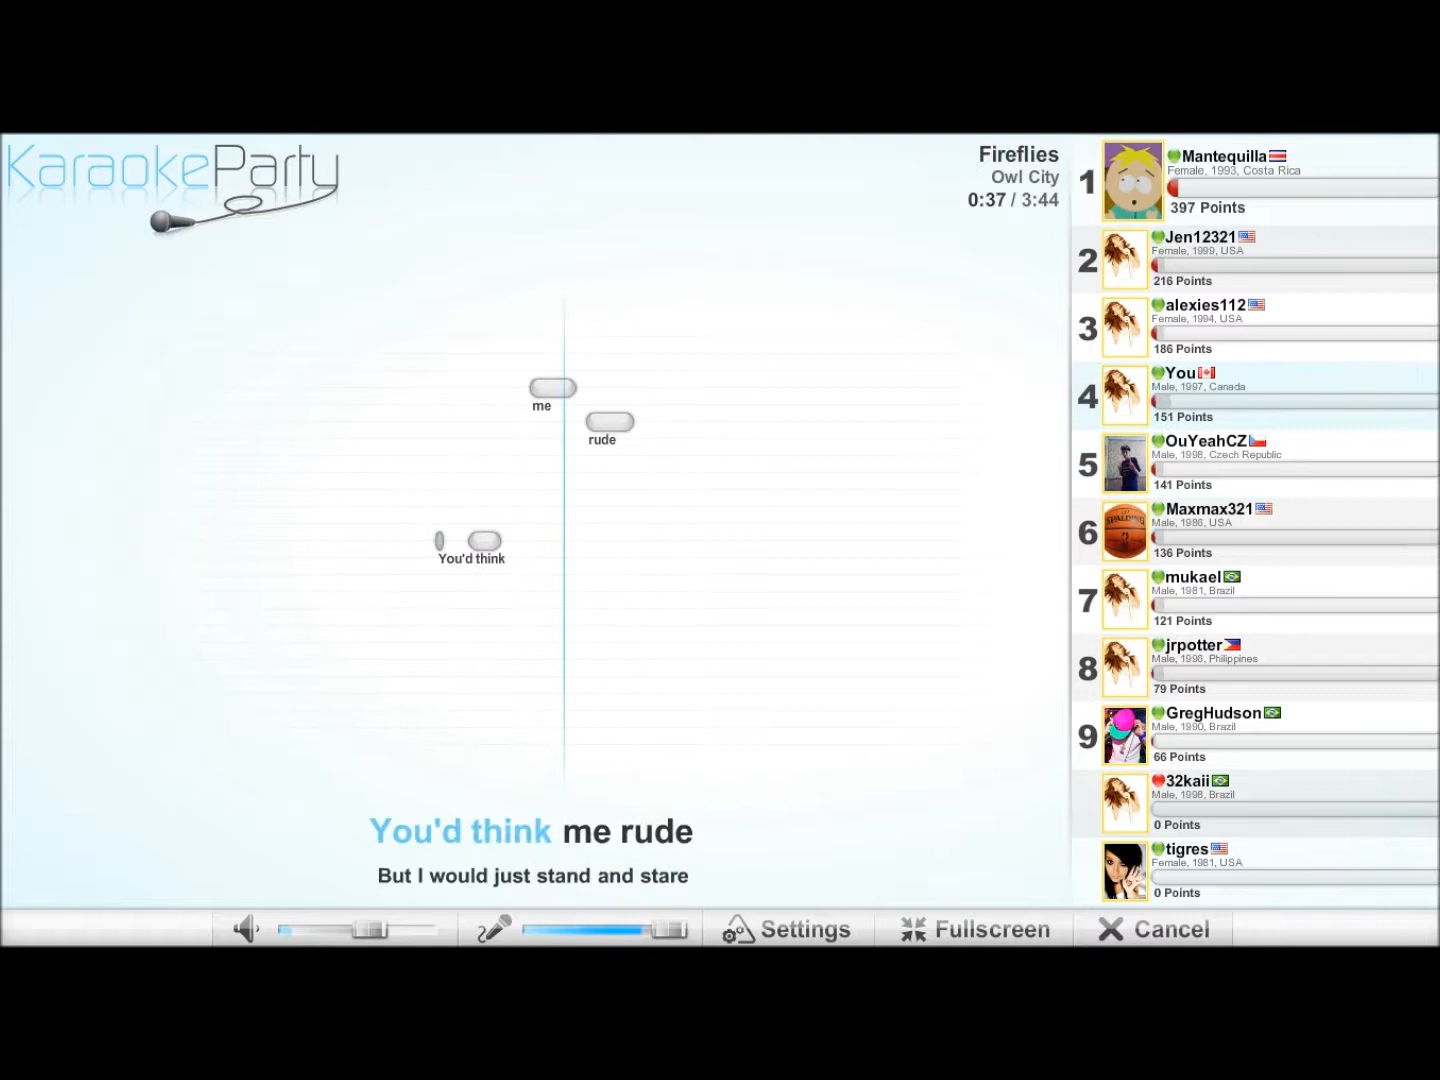 KaraokeParty
Fireflies
Owl City
0:37 / 3:44
me
rude
You'd think
You'd think me rude
But I would just stand and stare
Settings
Fullscreen
Cancel
1
Mantequilla
Female, 1993, Costa Rica
397 Points
2
Jen12321
Female, 1999, USA
216 Points
3
alexies112
Female, 1994, USA
186 Points
4
You
Male, 1997, Canada
151 Points
5
OuYeahCZ
Male, 1998, Czech Republic
141 Points
6
Maxmax321
Male, 1986, USA
136 Points
7
mukael
Male, 1981, Brazil
121 Points
8
jrpotter
Male, 1996, Philippines
79 Points
9
GregHudson
Male, 1990, Brazil
66 Points
32kaii
Male, 1998, Brazil
0 Points
tigres
Female, 1981, USA
0 Points
SPALDING